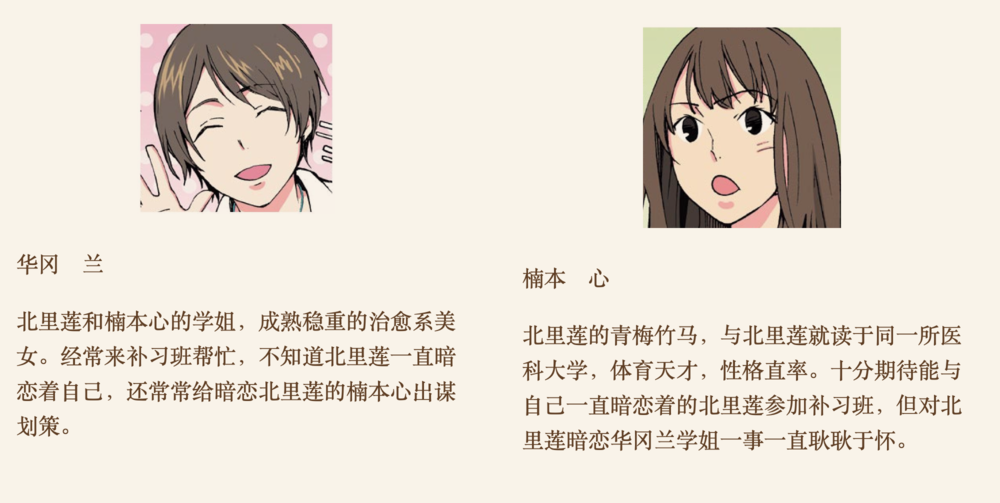 华冈　兰
北里莲和楠本心的学姐，成熟稳重的治愈系美
女。经常来补习班帮忙，不知道北里莲一直暗
恋着自己，还常常给暗恋北里莲的楠本心出谋
划策。
楠本　心
北里莲的青梅竹马，与北里莲就读于同一所医
科大学，体育天才，性格直率。十分期待能与
自己一直暗恋着的北里莲参加补习班，但对北
里莲暗恋华冈兰学姐一事一直耿耿于怀。